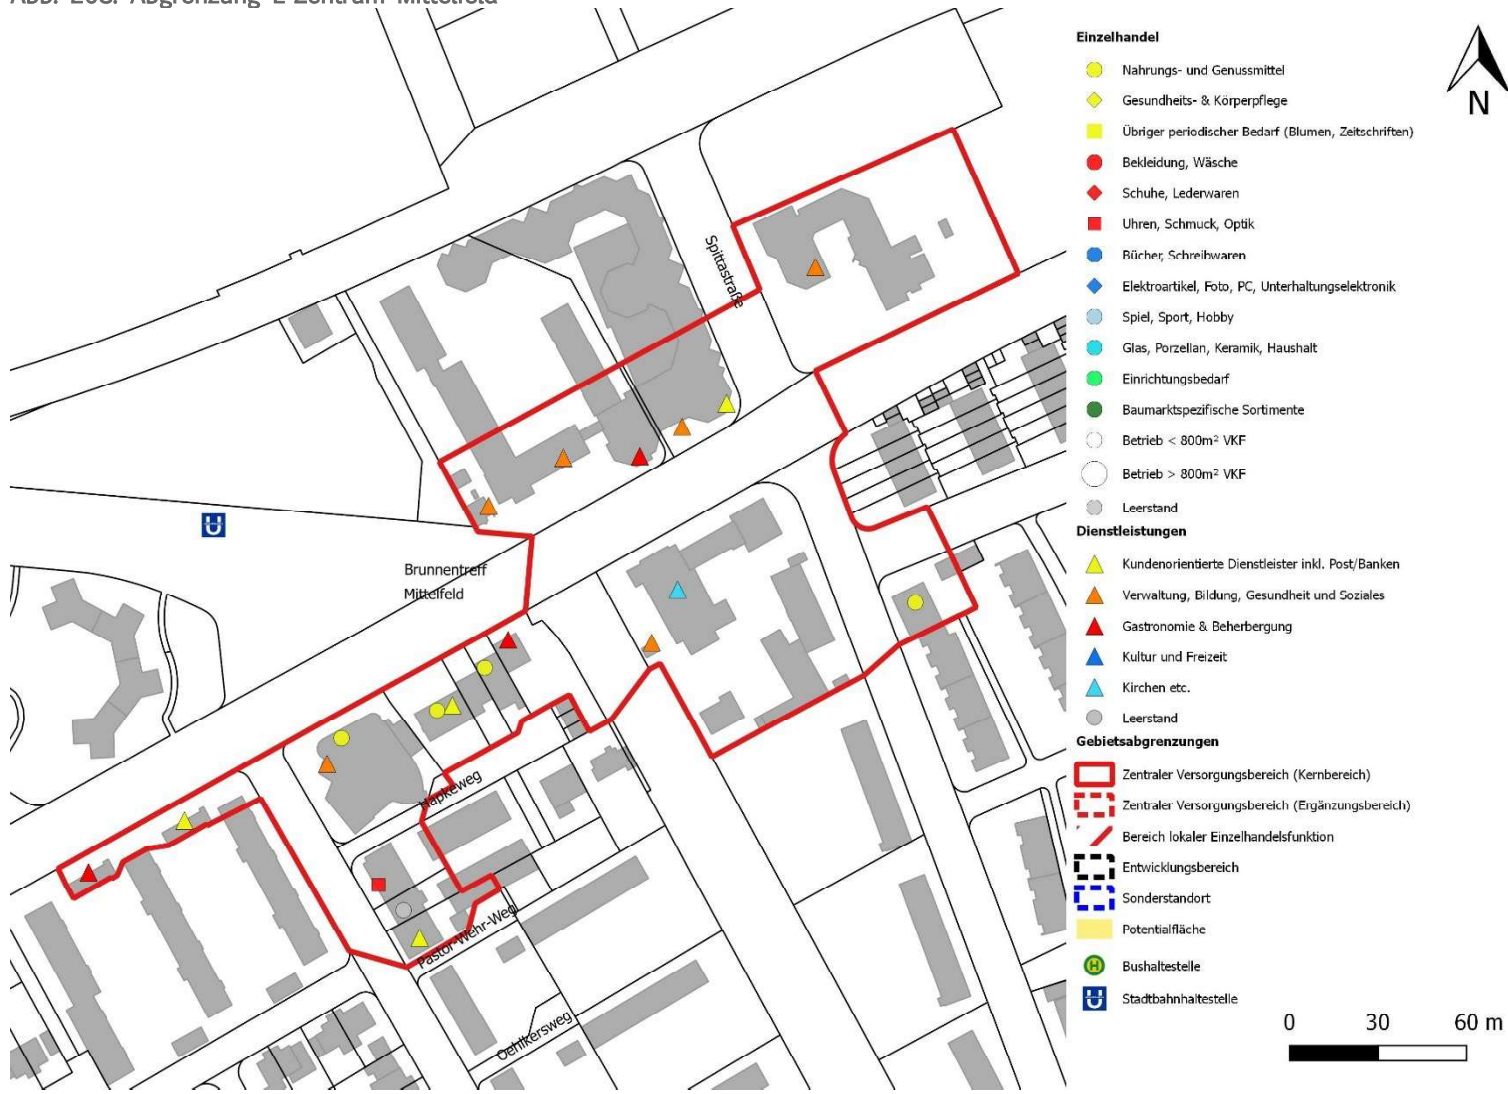 Abgrenzung E-Zentrum Mittelfeld
Spittastraße
Brunnentreff
Mittelfeld
Hapkeweg
Pastor-Wehr-Weg
Oehlkersweg
Einzelhandel
Nahrungs- und Genussmittel
Gesundheits- & Körperpflege
Übriger periodischer Bedarf (Blumen, Zeitschriften)
Bekleidung, Wäsche
Schuhe, Lederwaren
Uhren, Schmuck, Optik
Bücher, Schreibwaren
Elektroartikel, Foto, PC, Unterhaltungselektronik
Spiel, Sport, Hobby
Glas, Porzellan, Keramik, Haushalt
Einrichtungsbedarf
Baumarktspezifische Sortimente
Betrieb < 800m² VKF
Betrieb > 800m² VKF
Leerstand
Dienstleistungen
Kundenorientierte Dienstleister inkl. Post/Banken
Verwaltung, Bildung, Gesundheit und Soziales
Gastronomie & Beherbergung
Kultur und Freizeit
Kirchen etc.
Leerstand
Gebietsabgrenzungen
Zentraler Versorgungsbereich (Kernbereich)
Zentraler Versorgungsbereich (Ergänzungsbereich)
Bereich lokaler Einzelhandelsfunktion
Entwicklungsbereich
Sonderstandort
Potentialfläche
H Bushaltestelle
U Stadtbahnhaltestelle
N
0 30 60 m